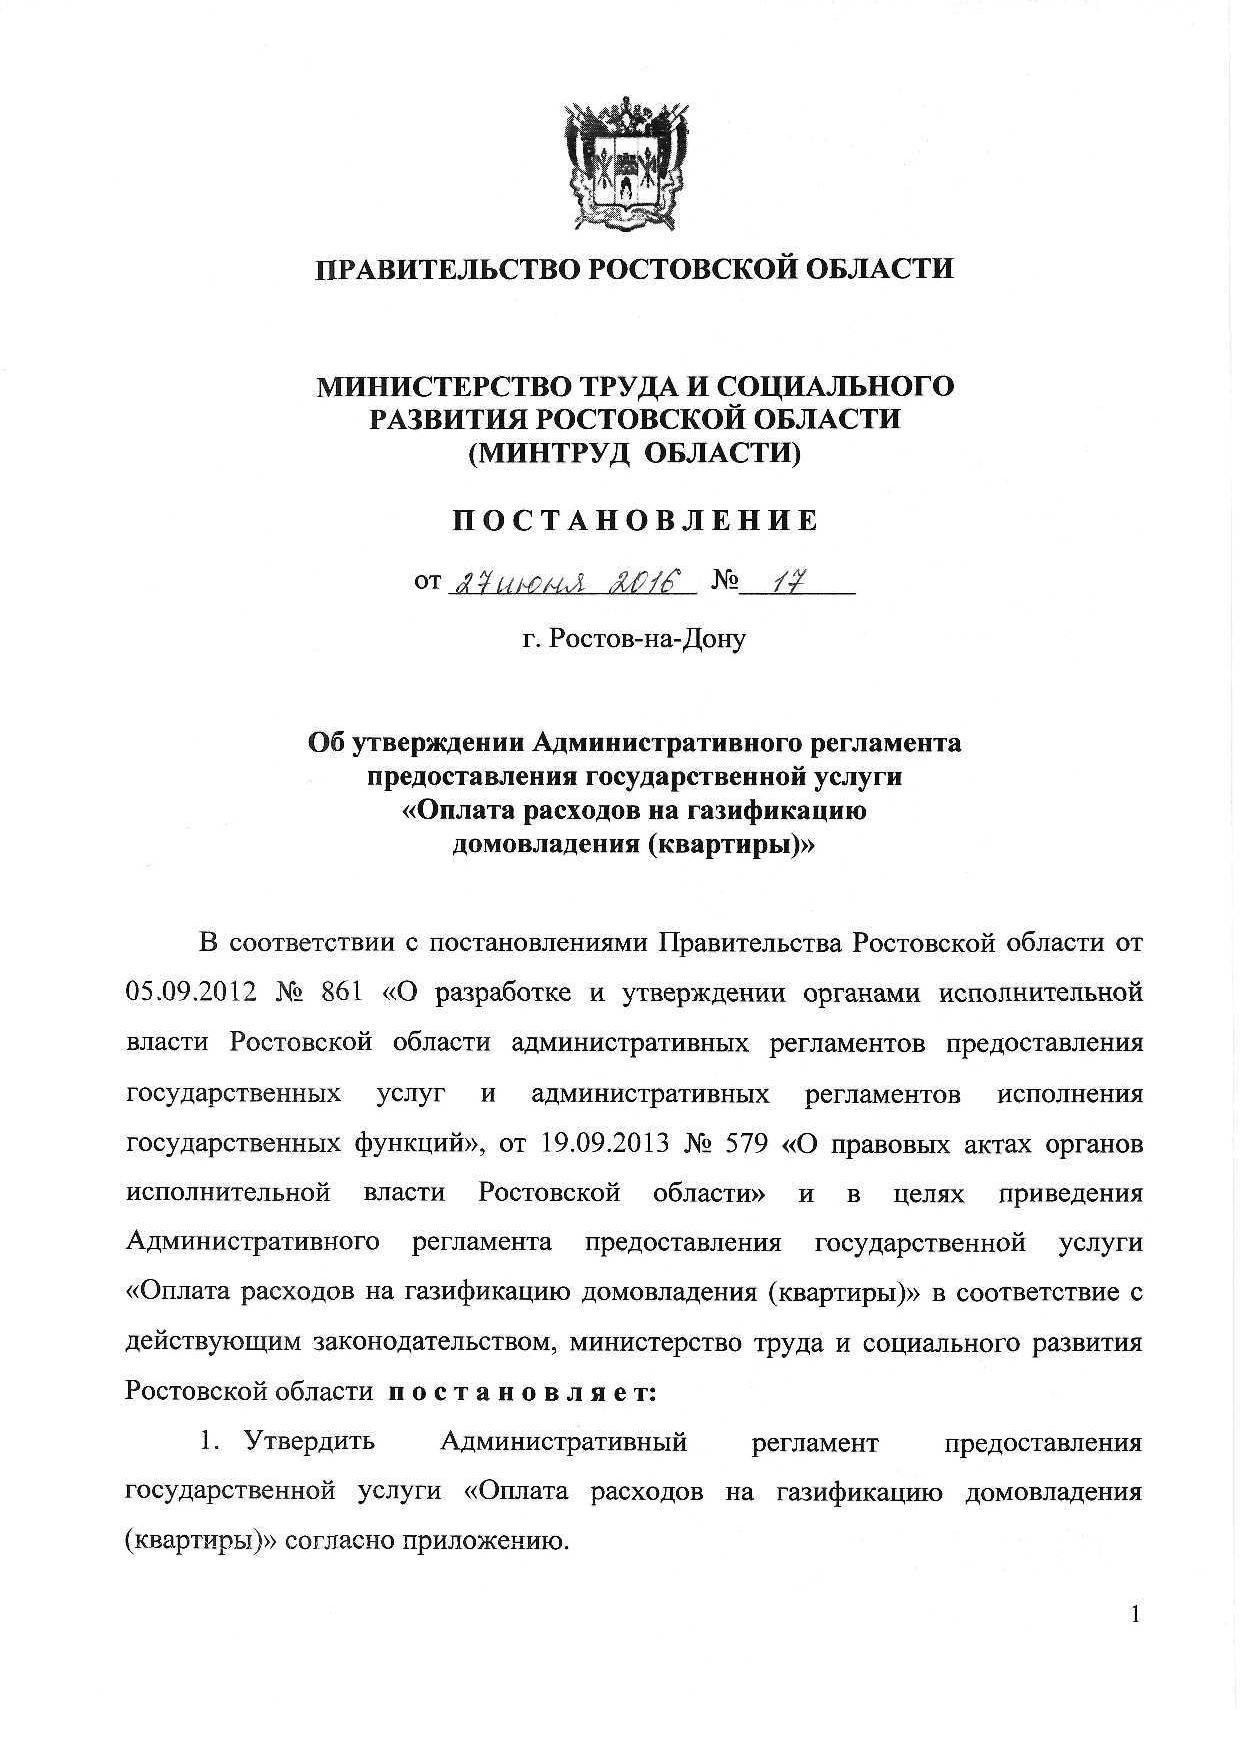 ПРАВИТЕЛЬСТВО РОСТОВСКОЙ ОБЛАСТИ
МИНИСТЕРСТВО ТРУДА И СОЦИАЛЬНОГО
РАЗВИТИЯ РОСТОВСКОЙ ОБЛАСТИ
(МИНТРУД ОБЛАСТИ)
П О С Т А Н О В Л Е Н И Е
от 27 июня 2016 № 17
г. Ростов-на-Дону
Об утверждении Административного регламента
предоставления государственной услуги
«Оплата расходов на газификацию
домовладения (квартиры)»
В соответствии с постановлениями Правительства Ростовской области от
05.09.2012 № 861 «О разработке и утверждении органами исполнительной
власти Ростовской области административных регламентов предоставления
государственных услуг и административных регламентов исполнения
государственных функций», от 19.09.2013 № 579 «О правовых актах органов
исполнительной власти Ростовской области» и в целях приведения
Административного регламента предоставления государственной услуги
«Оплата расходов на газификацию домовладения (квартиры)» в соответствие с
действующим законодательством, министерство труда и социального развития
Ростовской области п о с т а н о в л я е т:
1. Утвердить Административный регламент предоставления
государственной услуги «Оплата расходов на газификацию домовладения
(квартиры)» согласно приложению.
1